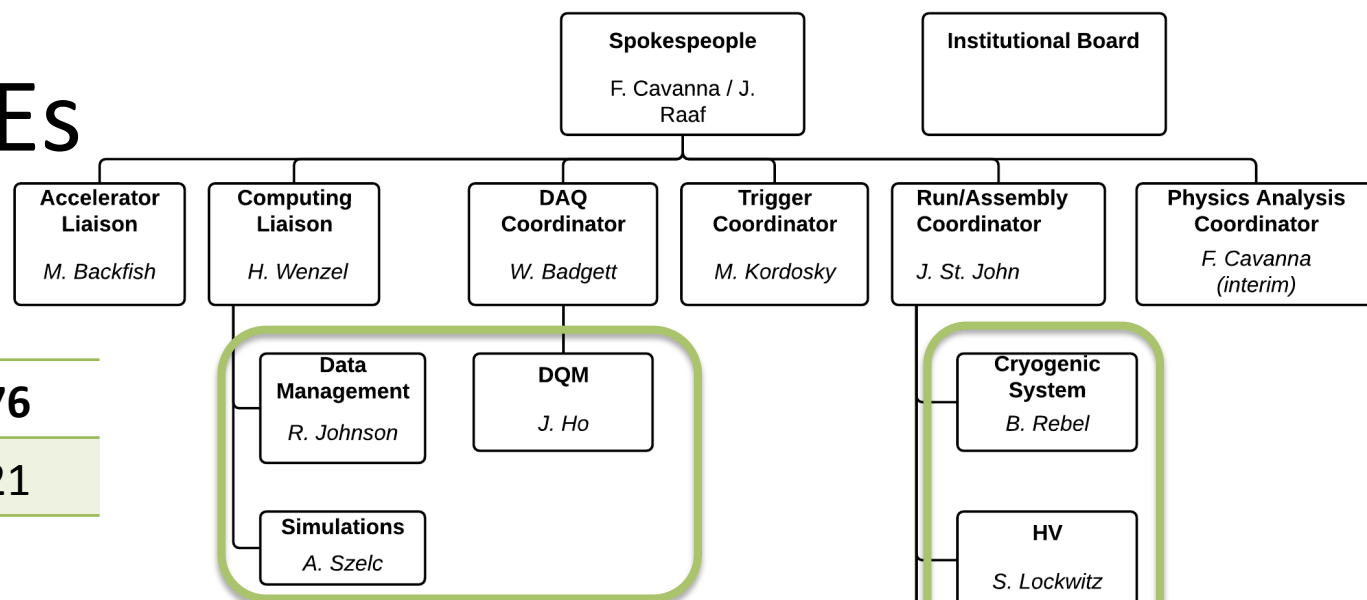 Spokespeople
F. Cavanna / J.
Raaf
Institutional Board
Es
Accelerator
Liaison
M. Backfish
Computing
Liaison
H. Wenzel
DAQ
Coordinator
W. Badgett
Trigger
Coordinator
M. Kordosky
Run/Assembly
Coordinator
J. St. John
Physics Analysis
Coordinator
F. Cavanna
(interim)
Data
Management
R. Johnson
DQM
J. Ho
Cryogenic
System
B. Rebel
76
21
Simulations
A. Szelc
HV
S. Lockwitz